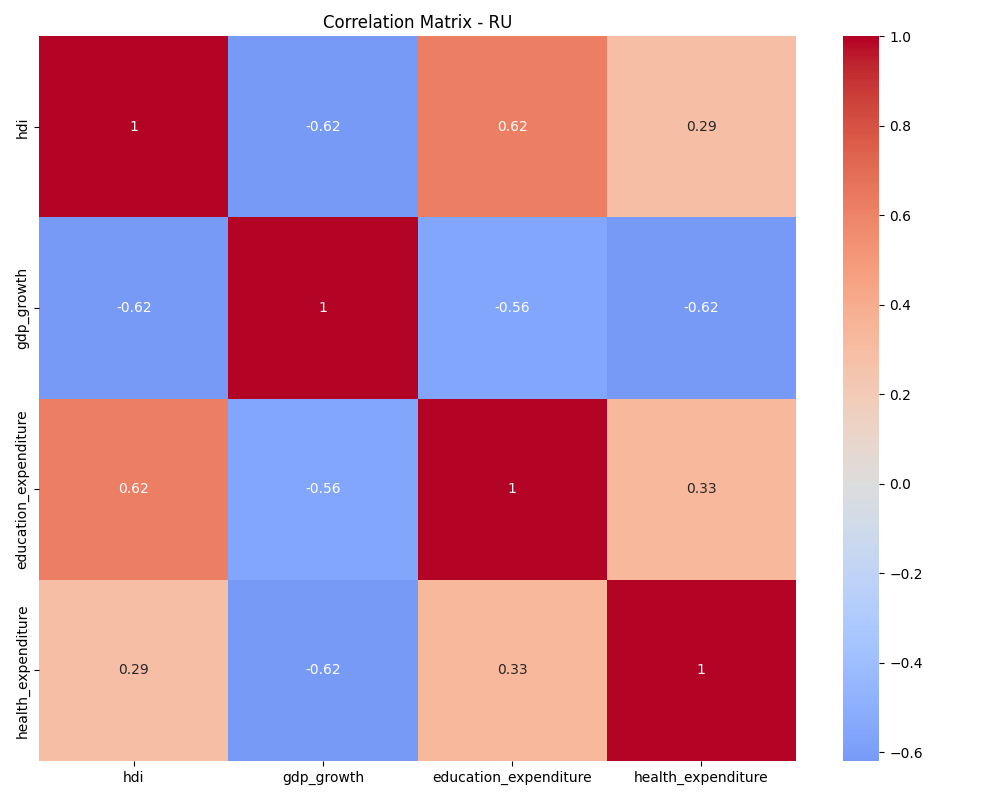 Correlation Matrix - RU
hdi
1
-0.62
0.62
0.29
gdp_growth
-0.62
1
-0.56
-0.62
education_expenditure
0.62
-0.56
1
0.33
health_expenditure
0.29
-0.62
0.33
1
hdi
gdp_growth
education_expenditure
health_expenditure
1.0
0.8
0.6
0.4
0.2
0.0
−0.2
−0.4
−0.6